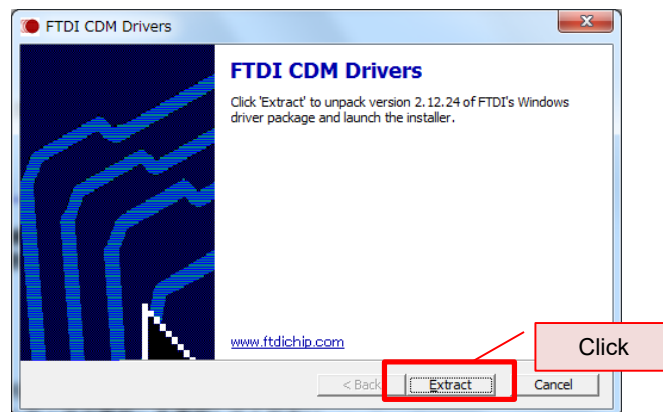 FTDI CDM Drivers
FTDI CDM Drivers
Click 'Extract' to unpack version 2.12.24 of FTDI's Windows
driver package and launch the installer.
www.ftdichip.com
Click
< Back
Extract
Cancel